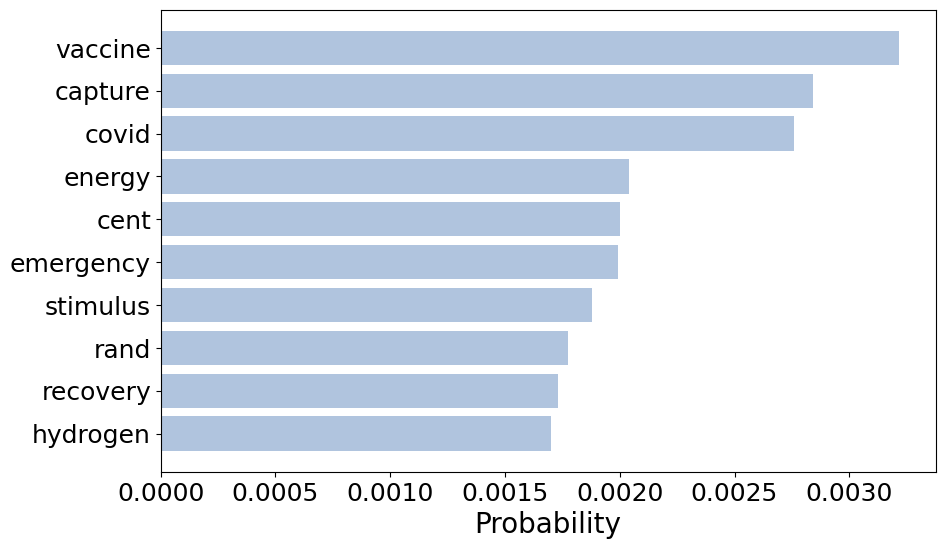 vaccine
capture
covid
energy
cent
emergency
stimulus
rand
recovery
hydrogen
0.0000 0.0005 0.0010 0.0015 0.0020 0.0025 0.0030
Probability